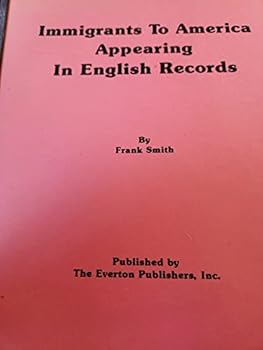 Immigrants To America
Appearing
In English Records
By
Frank Smith
Published by
The Everton Publishers, Inc.